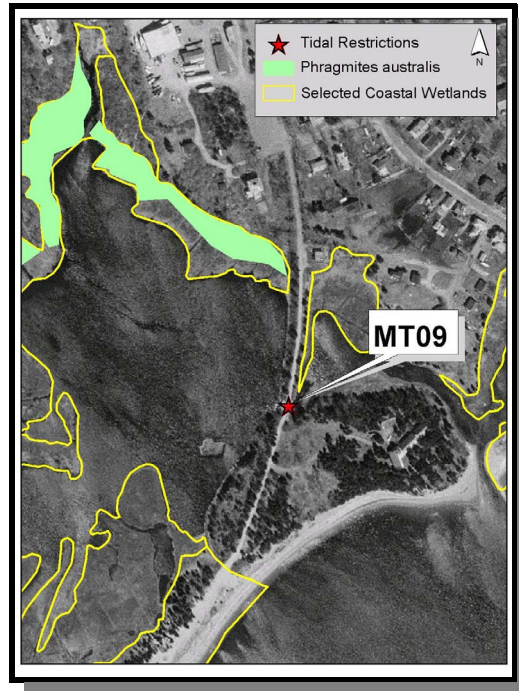 Tidal Restrictions
Phragmites australis
Selected Coastal Wetlands
N
MT09